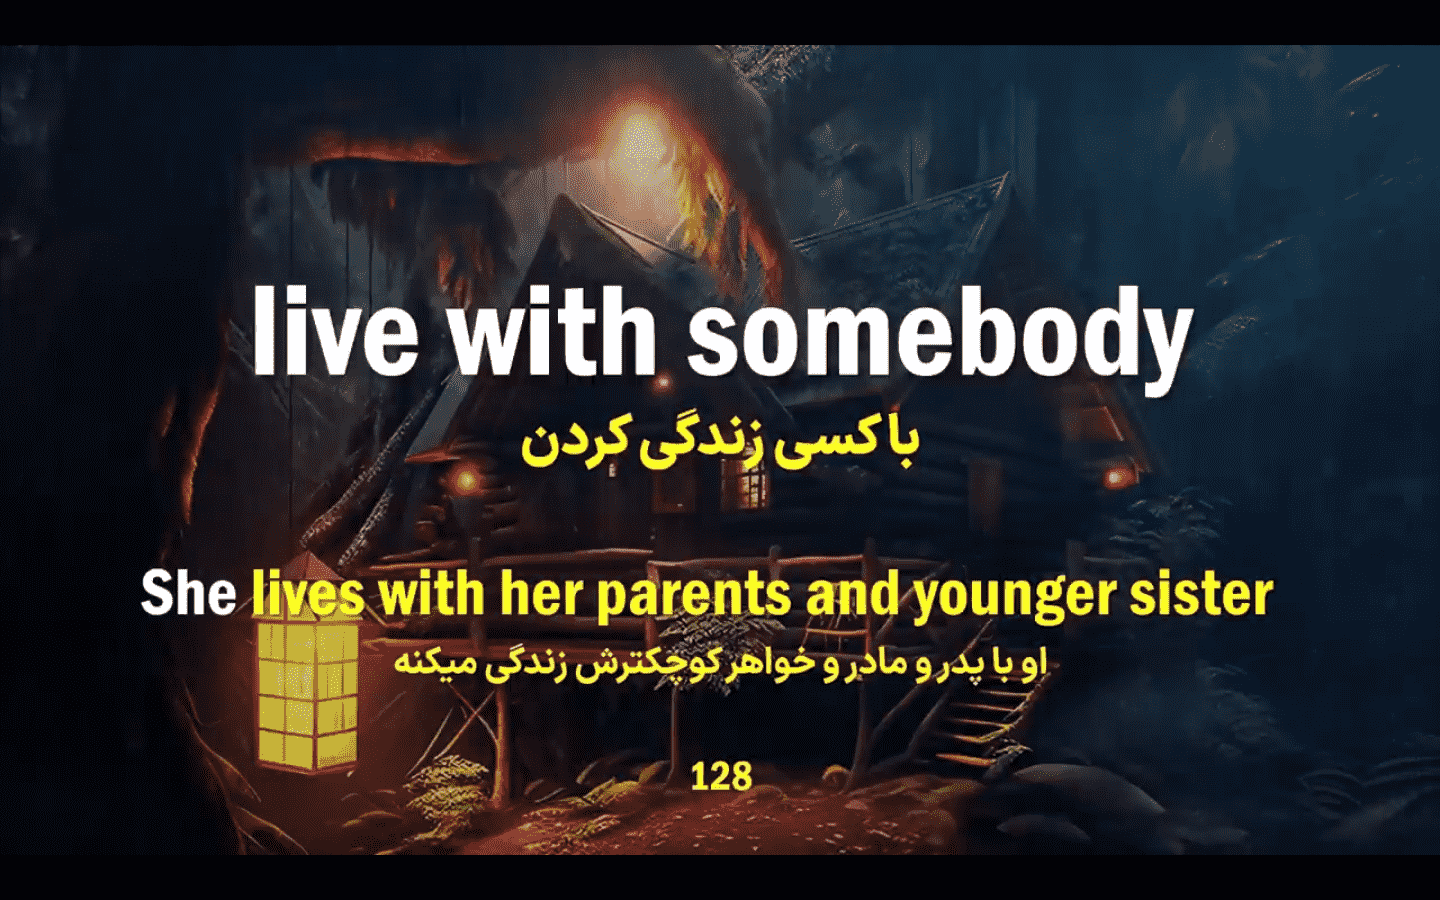 live with somebody
با کسی زندگی کردن
She lives with her parents and younger sister
او با پدر و مادر و خواهر کوچکترش زندگی میکنه
128